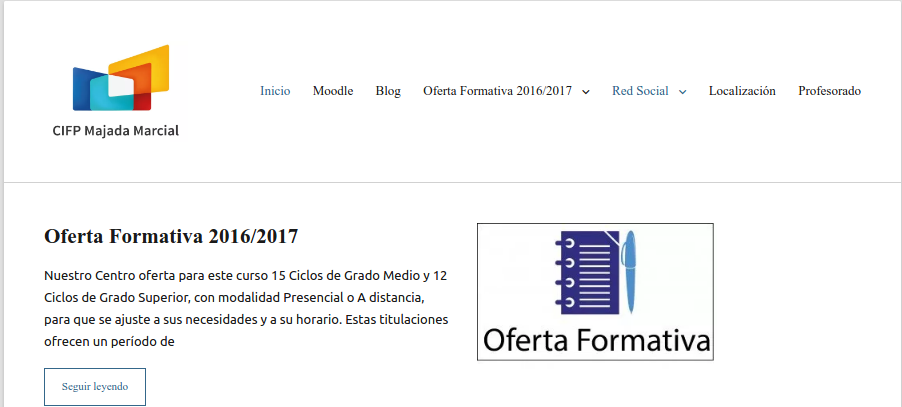 CIFP Majada Marcial
Inicio Moodle Blog Oferta Formativa 2016/2017 Red Social Localización Profesorado
Oferta Formativa 2016/2017
Nuestro Centro oferta para este curso 15 Ciclos de Grado Medio y 12
Ciclos de Grado Superior, con modalidad Presencial o A distancia,
para que se ajuste a sus necesidades y a su horario. Estas titulaciones
ofrecen un período de
Seguir leyendo
Oferta Formativa